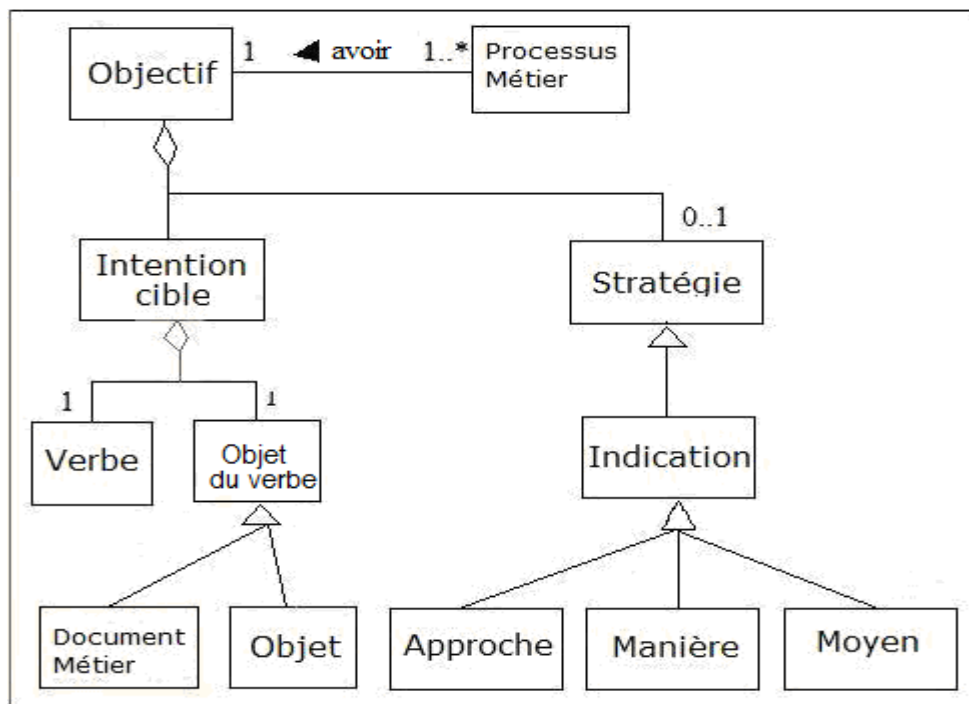 Objectif
1 ◀ avoir 1..*
Processus
Métier
0..1
Intention
cible
Stratégie
1
1
Verbe
Objet
du verbe
Indication
Document
Métier
Objet
Approche
Manière
Moyen